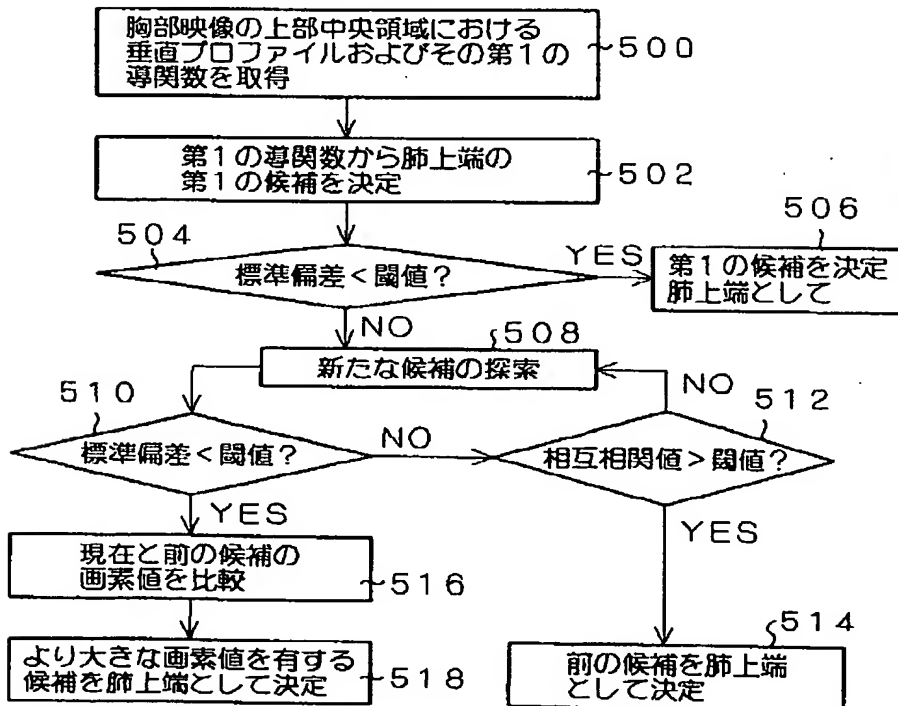 胸部映像の上部中央領域における
垂直プロファイルおよびその第1の
導関数を取得
500
第1の導関数から肺上端の
第1の候補を決定
502
504
標準偏差<閾値?
YES
506
第1の候補を決定
肺上端として
NO
508
新たな候補の探索
NO
510
標準偏差<閾値?
NO
512
相互相関値>閾値?
YES
YES
現在と前の候補の
画素値を比較
516
514
より大きな画素値を有する
候補を肺上端として決定
518
前の候補を肺上端
として決定